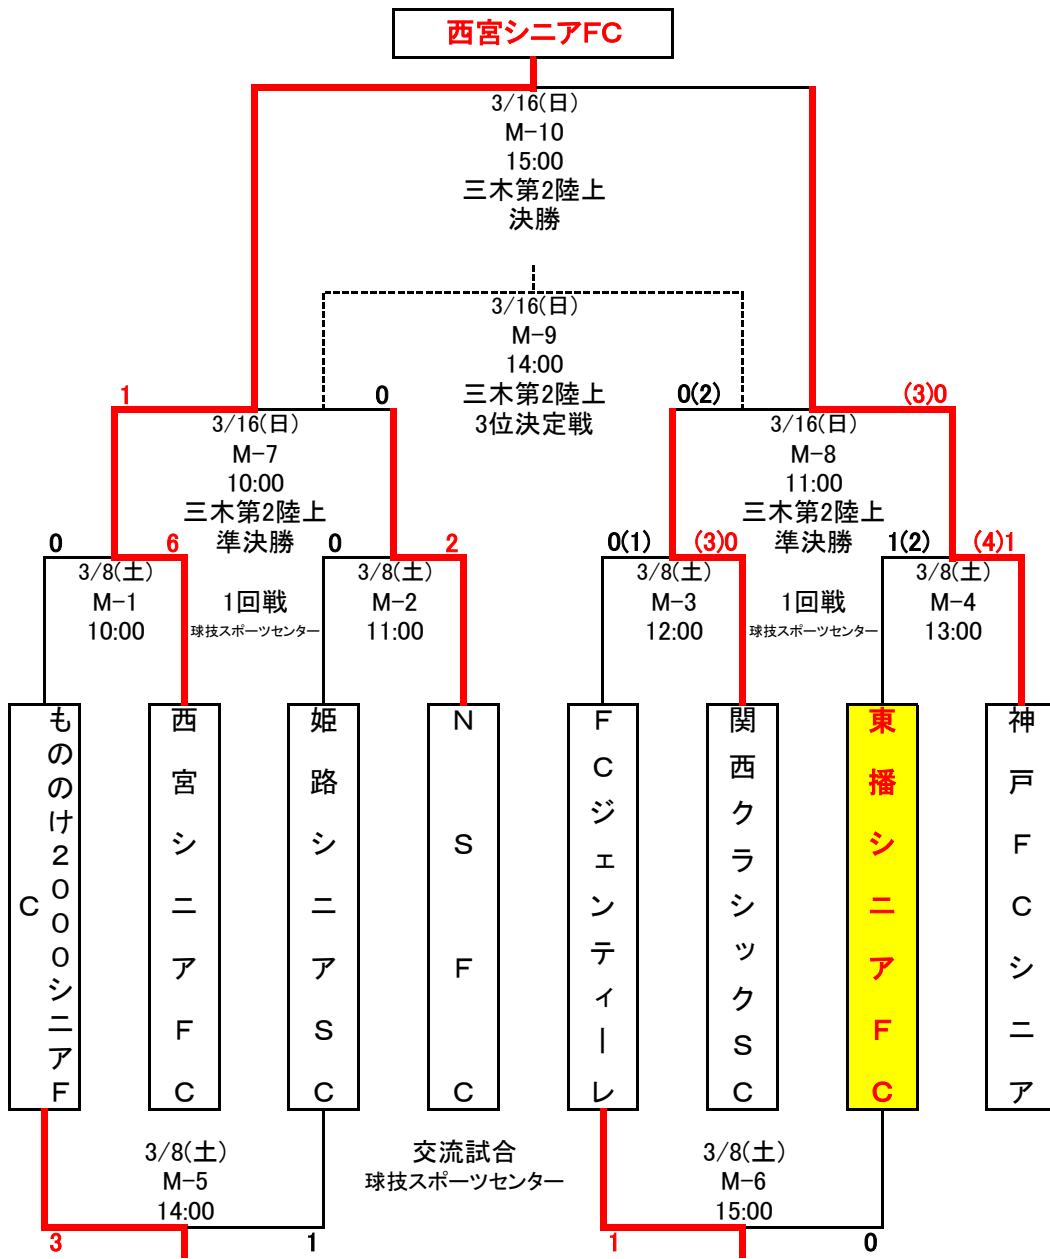 西宮シニアFC
3/16(日)
M-10
15:00
三木第2陸上
決勝
3/16(日)
M-9
14:00
三木第2陸上
3位決定戦
1
0
0(2)
(3)0
3/16(日)
M-7
10:00
三木第2陸上
準決勝
3/16(日)
M-8
11:00
三木第2陸上
準決勝
0
6
0
2
0(1)
(3)0
1(2)
(4)1
3/8(土)
M-1
10:00
1回戦
球技スポーツセンター
3/8(土)
M-2
11:00
3/8(土)
M-3
12:00
1回戦
球技スポーツセンター
3/8(土)
M-4
13:00
もののけ2000シニアF
C
西宮シニアFC
姫路シニアSC
NSFC
FCジェンティーレ
関西クラシックSC
東播シニアFC
神戸FCシニア
3/8(土)
M-5
14:00
交流試合
球技スポーツセンター
3/8(土)
M-6
15:00
3
1
1
0